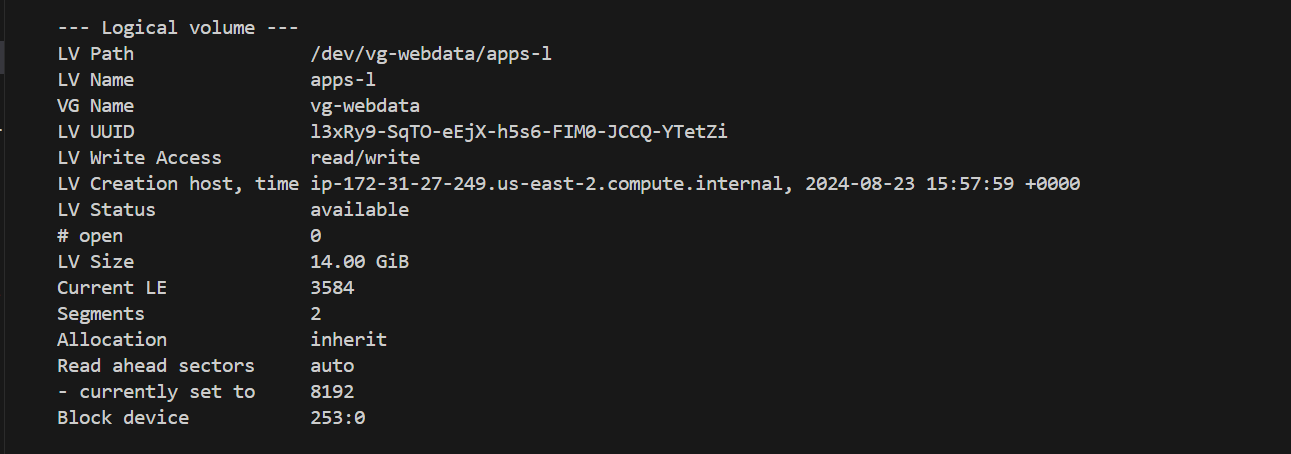 --- Logical volume ---
LV Path                /dev/vg-webdata/apps-l
LV Name                apps-l
VG Name                vg-webdata
LV UUID                l3xRy9-SqTO-eEjX-h5s6-FIM0-JCCQ-YTetZi
LV Write Access        read/write
LV Creation host, time ip-172-31-27-249.us-east-2.compute.internal, 2024-08-23 15:57:59 +0000
LV Status              available
# open                 0
LV Size                14.00 GiB
Current LE             3584
Segments               2
Allocation             inherit
Read ahead sectors     auto
- currently set to     8192
Block device           253:0